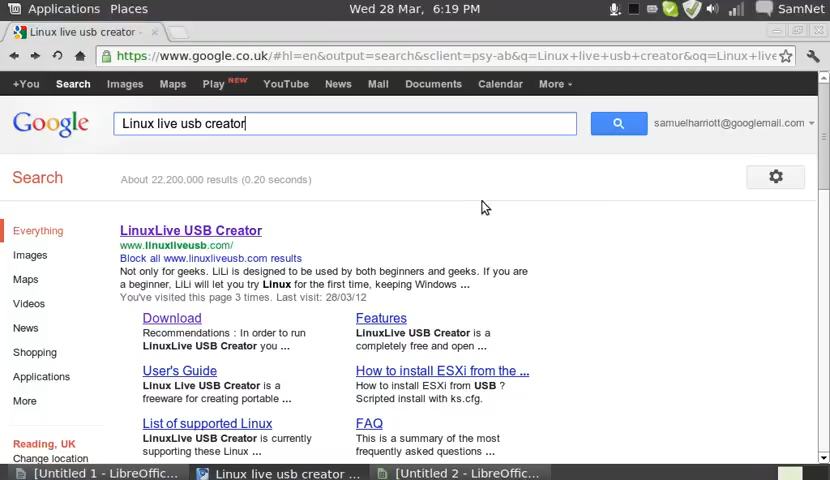 Applications Places Wed 28 Mar, 6:19 PM SamNet
Linux live usb creator -
https://www.google.co.uk/#hl=en&output=search&sclient=psy-ab&q=Linux+live+usb+creator&oq=Linux+live
+You Search Images Maps Play NEW YouTube News Mail Documents Calendar More
Google Linux live usb creator samuelharriott@googlemail.com
Search About 22,200,000 results (0.20 seconds)
Everything
Images
Maps
Videos
News
Shopping
Applications
More
Reading, UK
Change location
LinuxLive USB Creator
www.linuxliveusb.com/
Block all www.linuxliveusb.com results
Not only for geeks. LiLi is designed to be used by both beginners and geeks. If you are
a beginner, LiLi will let you try Linux for the first time, keeping Windows ...
You've visited this page 3 times. Last visit: 28/03/12
Download
Recommendations : In order to run
LinuxLive USB Creator you ...
Features
LinuxLive USB Creator is a
completely free and open ...
User's Guide
Linux Live USB Creator is a
freeware for creating portable ...
How to install ESXi from the ...
How to install ESXi from USB ?
Scripted install with ks.cfg.
List of supported Linux
LinuxLive USB Creator is currently
supporting these Linux ...
FAQ
This is a summary of the most
frequently asked questions ...
[Untitled 1 - LibreOffic... Linux live usb creator ... [Untitled 2 - LibreOffic...